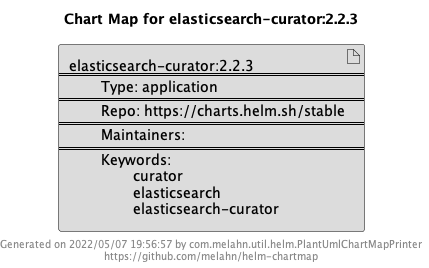 Chart Map for elasticsearch-curator:2.2.3
elasticsearch-curator:2.2.3
Type: application
Repo: https://charts.helm.sh/stable
Maintainers:
Keywords:
curator
elasticsearch
elasticsearch-curator
Generated on 2022/05/07 19:56:57 by com.melahn.util.helm.PlantUmlChartMapPrinter
https://github.com/melahn/helm-chartmap